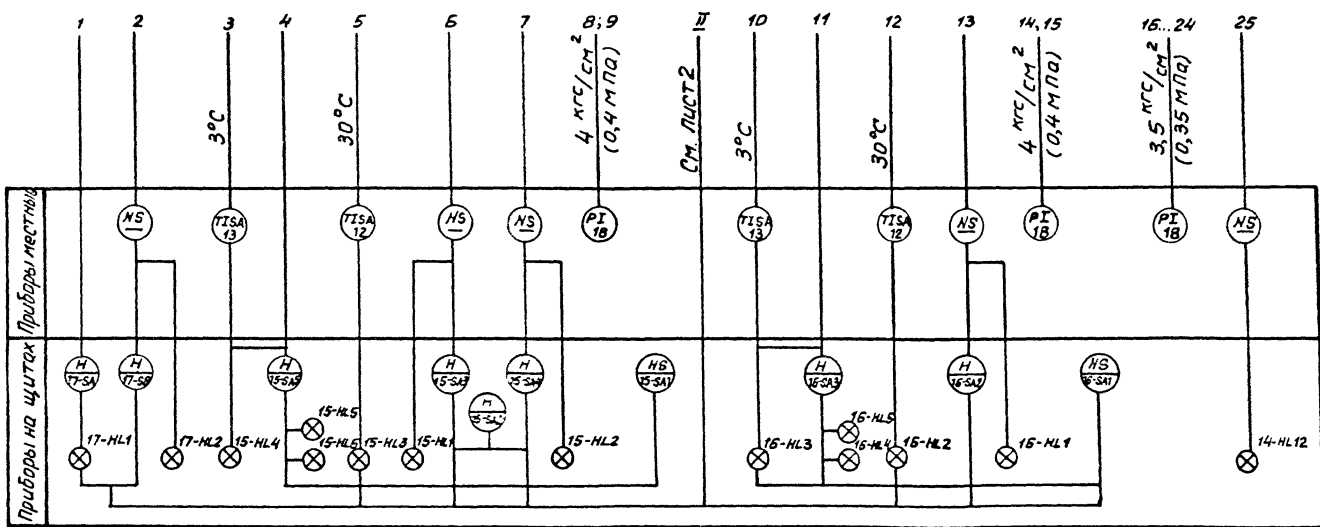 1 2 3 4 5 6 7 8; 9 II 10 11 12 13 14, 15 16...24 25
3°C
30°C
4 кгс/см²
(0,4 МПа)
См. лист 2
3°C
30°C
4 кгс/см²
(0,4 МПа)
3,5 кгс/см²
(0,35 МПа)
Приборы местные
NS
TISA
13
TISA
12
NS
NS
PI
18
TISA
13
TISA
12
NS
PI
18
PI
18
NS
Приборы на щитах
H
17-SA
H
17-SB
H
15-SA5
H
15-SA3
H
15-SA4
HS
15-SA1
H
16-SA3
H
16-SA2
HS
16-SA1
H
15-HL5
16-HL5
17-HL1
17-HL2
15-HL4
15-HL6
15-HL3
15-HL1
15-HL2
16-HL3
16-HL4
16-HL2
16-HL1
14-HL12